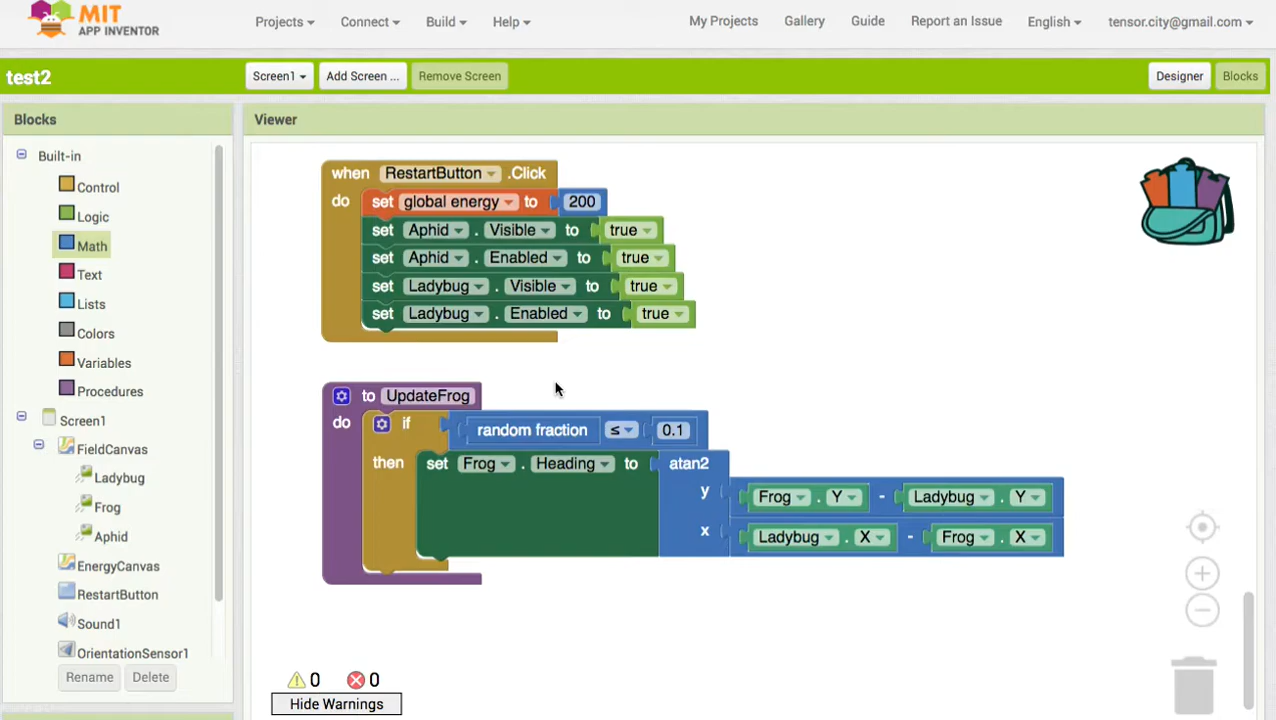 MIT
APP INVENTOR
Projects Connect Build Help My Projects Gallery Guide Report an Issue English tensor.city@gmail.com
test2 Screen1 Add Screen ... Remove Screen Designer Blocks
Blocks Viewer
Built-in
Control
Logic
Math
Text
Lists
Colors
Variables
Procedures
Screen1
FieldCanvas
Ladybug
Frog
Aphid
EnergyCanvas
RestartButton
Sound1
OrientationSensor1
Rename Delete
when RestartButton .Click
do set global energy to 200
set Aphid . Visible to true
set Aphid . Enabled to true
set Ladybug . Visible to true
set Ladybug . Enabled to true
to UpdateFrog
do if random fraction ≤ 0.1
then set Frog . Heading to atan2
y Frog . Y - Ladybug . Y
x Ladybug . X - Frog . X
0 0
Hide Warnings